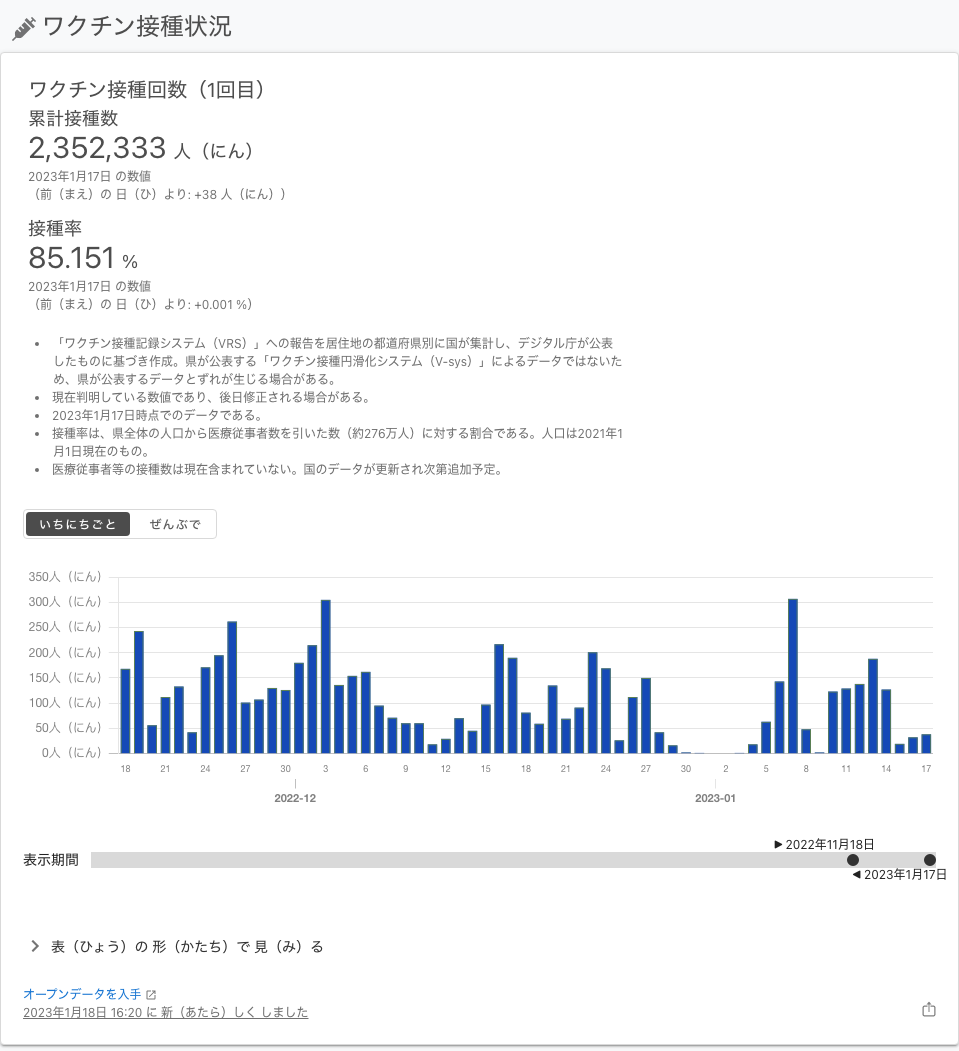 ワクチン接種状況
ワクチン接種回数（1回目）
累計接種数
2,352,333 人（にん）
2023年1月17日 の数値
（前（まえ）の 日（ひ）より: +38 人（にん））
接種率
85.151 %
2023年1月17日 の数値
（前（まえ）の 日（ひ）より: +0.001 %）
• 「ワクチン接種記録システム（VRS）」への報告を居住地の都道府県別に国が集計し、デジタル庁が公表
したものに基づき作成。県が公表する「ワクチン接種円滑化システム（V-sys）」によるデータではないた
め、県が公表するデータとずれが生じる場合がある。
• 現在判明している数値であり、後日修正される場合がある。
• 2023年1月17日時点でのデータである。
• 接種率は、県全体の人口から医療従事者数を引いた数（約276万人）に対する割合である。人口は2021年1
月1日現在のもの。
• 医療従事者等の接種数は現在含まれていない。国のデータが更新され次第追加予定。
いちにちごと ぜんぶで
350人（にん）
300人（にん）
250人（にん）
200人（にん）
150人（にん）
100人（にん）
50人（にん）
0人（にん）
18 21 24 27 30 3 6 9 12 15 18 21 24 27 30 2 5 8 11 14 17
2022-12 2023-01
▶ 2022年11月18日
表示期間
◀ 2023年1月17日
表（ひょう）の 形（かたち）で 見（み）る
オープンデータを入手
2023年1月18日 16:20 に 新（あたら）しく しました